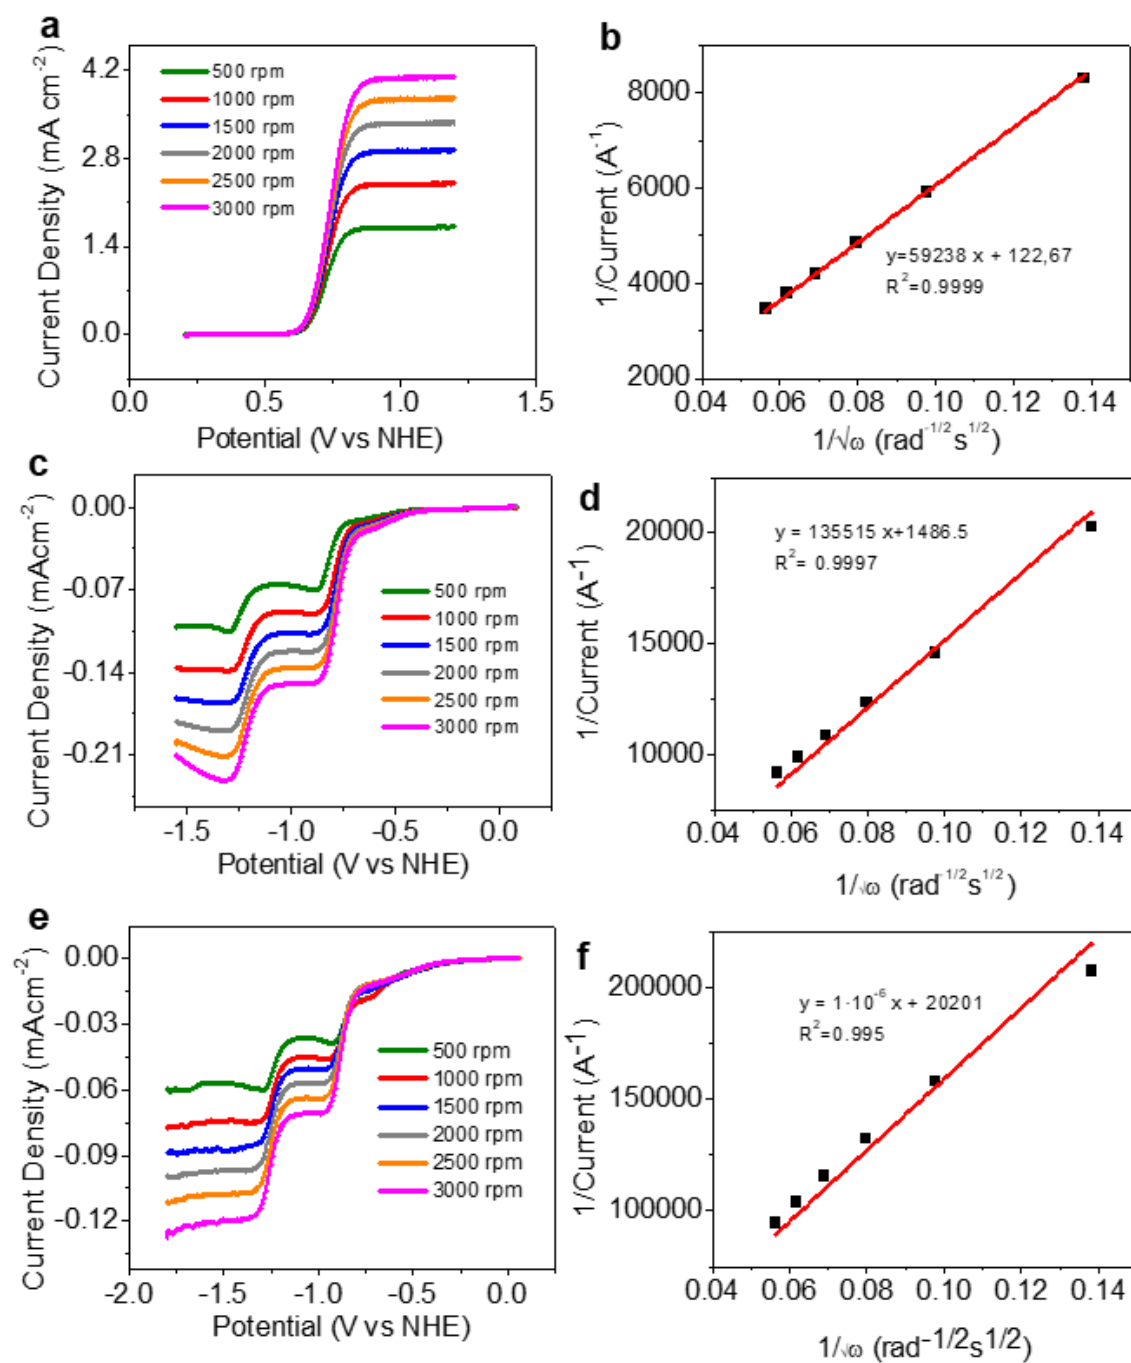 a
Current Density (mA cm⁻²)
4.2
2.8
1.4
0.0
500 rpm
1000 rpm
1500 rpm
2000 rpm
2500 rpm
3000 rpm
0.0 0.5 1.0 1.5
Potential (V vs NHE)
b
1/Current (A⁻¹)
8000
6000
4000
2000
y=59238 x + 122,67
R²=0.9999
0.04 0.06 0.08 0.10 0.12 0.14
1/√ω (rad⁻¹/²s¹/²)
c
Current Density (mAcm⁻²)
0.00
-0.07
-0.14
-0.21
500 rpm
1000 rpm
1500 rpm
2000 rpm
2500 rpm
3000 rpm
-1.5 -1.0 -0.5 0.0
Potential (V vs NHE)
d
1/Current (A⁻¹)
20000
15000
10000
y = 135515 x+1486.5
R²= 0.9997
0.04 0.06 0.08 0.10 0.12 0.14
1/√ω (rad⁻¹/²s¹/²)
e
Current Density (mAcm⁻²)
0.00
-0.03
-0.06
-0.09
-0.12
500 rpm
1000 rpm
1500 rpm
2000 rpm
2500 rpm
3000 rpm
-2.0 -1.5 -1.0 -0.5 0.0
Potential (V vs NHE)
f
1/Current (A⁻¹)
200000
150000
100000
y = 1·10⁻⁶ x + 20201
R²=0.995
0.04 0.06 0.08 0.10 0.12 0.14
1/√ω (rad⁻¹/²s¹/²)